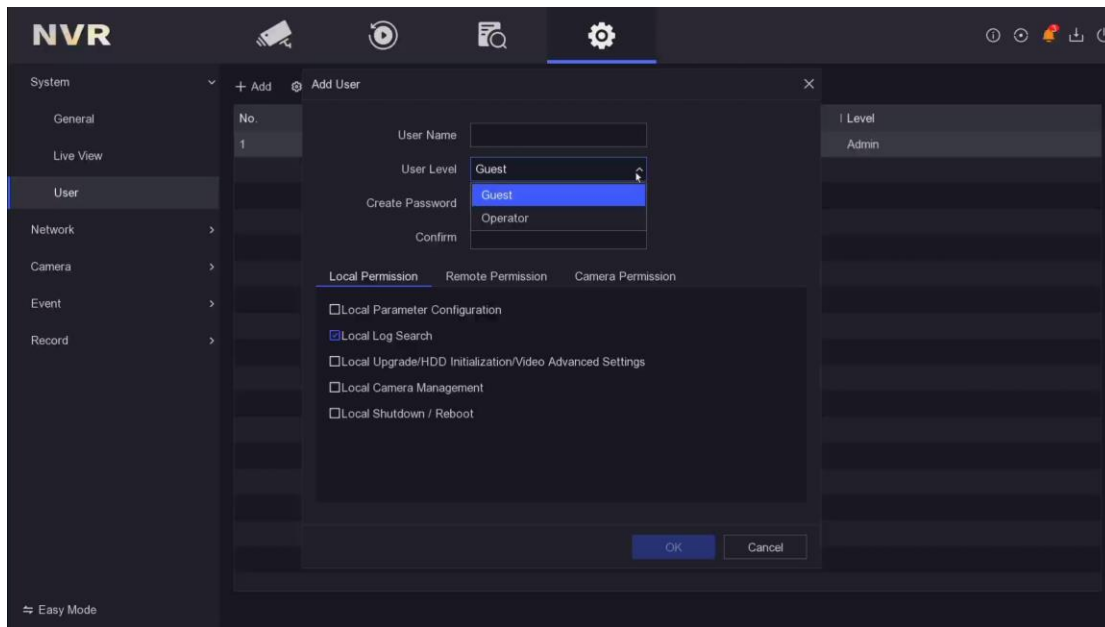 NVR
3
System
+ Add
Add User
General
No.
Level
User Name
1
Admin
Live View
User Level
Guest
User
Guest
Create Password
Operator
Network
Confirm
Camera
Local Permission
Remote Permission
Camera Permission
Event
Local Parameter Configuration
Record
Local Log Search
Local Upgrade/HDD Initialization/Video Advanced Settings
Local Camera Management
Local Shutdown / Reboot
OK
Cancel
Easy Mode